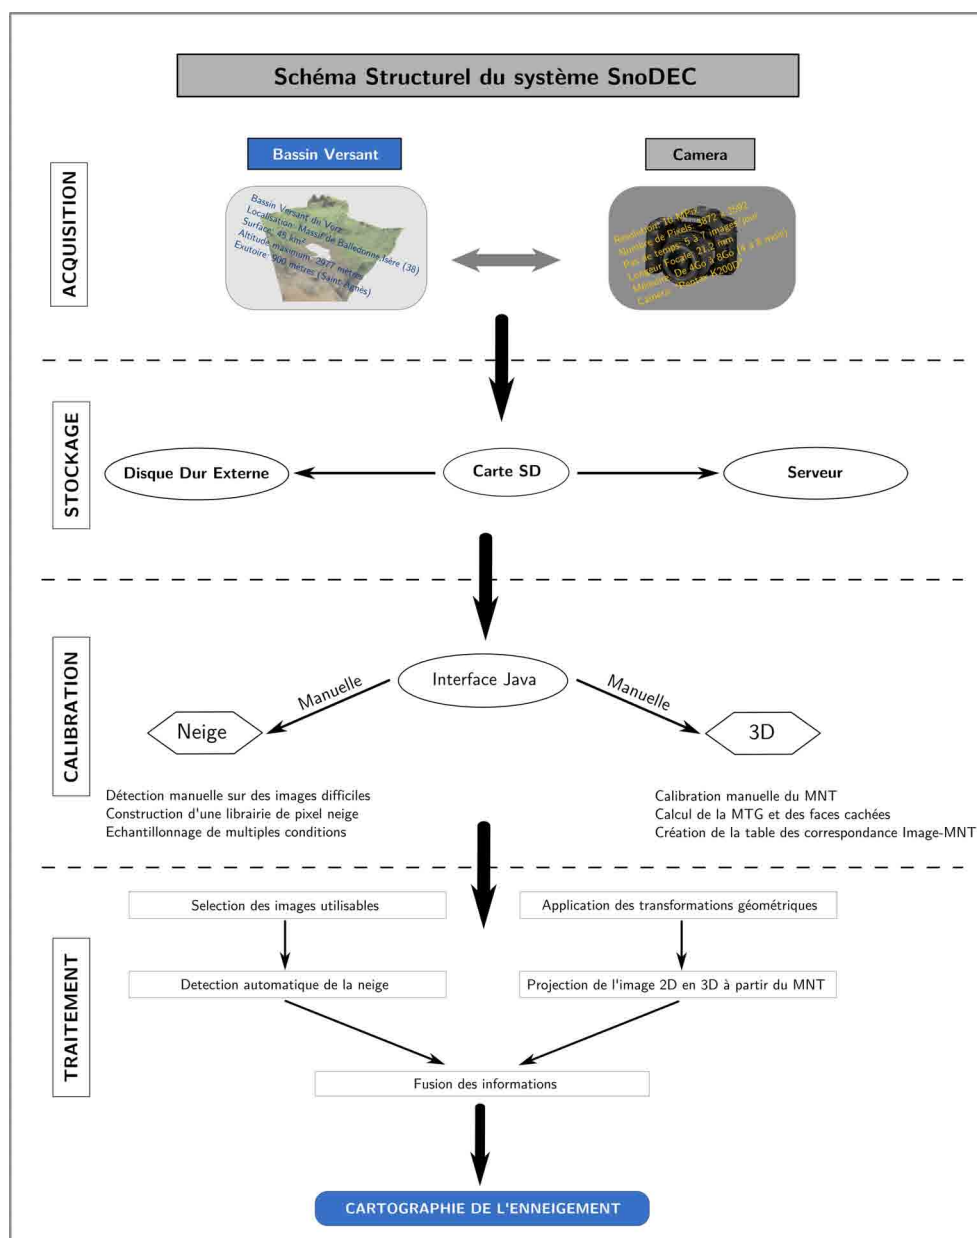 Schéma Structurel du système SnoDEC
ACQUISITION
Bassin Versant
Camera
Bassin Versant du Vorz
Localisation: Massif de Belledonne,Isère (38)
Surface: 45 km²
Altitude maximum: 2977 mètres
Exutoire: 900 mètres (Saint Agnès)
Résolution: 10 MPix
Nombre de Pixels: 3872 2592
Pas de temps: 5 à 7 images/jour
Longueur Focale: 21.2 mm
Mémoire: De 4Go à 8Go à 8 mois)
Camera: Pentax K200D
STOCKAGE
Disque Dur Externe
Carte SD
Serveur
CALIBRATION
Interface Java
Manuelle
Manuelle
Neige
3D
Détection manuelle sur des images difficiles
Construction d'une librairie de pixel neige
Echantillonnage de multiples conditions
Calibration manuelle du MNT
Calcul de la MTG et des faces cachées
Création de la table des correspondance Image-MNT
TRAITEMENT
Selection des images utilisables
Application des transformations géométriques
Detection automatique de la neige
Projection de l'image 2D en 3D à partir du MNT
Fusion des informations
CARTOGRAPHIE DE L'ENNEIGEMENT